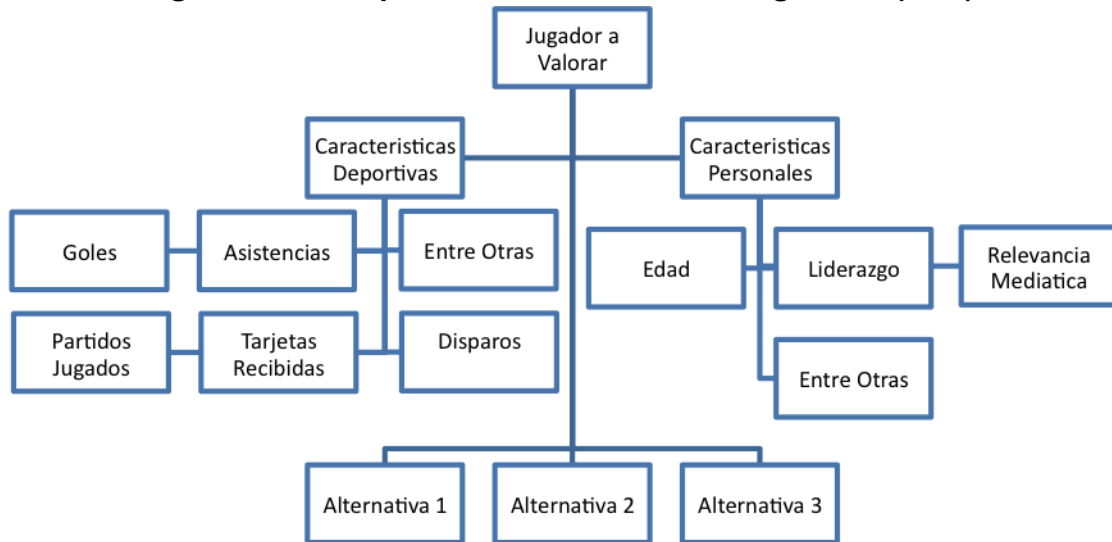 Jugador a
Valorar
Caracteristicas
Deportivas
Caracteristicas
Personales
Goles
Asistencias
Entre Otras
Edad
Liderazgo
Relevancia
Mediatica
Partidos
Jugados
Tarjetas
Recibidas
Disparos
Entre Otras
Alternativa 1
Alternativa 2
Alternativa 3